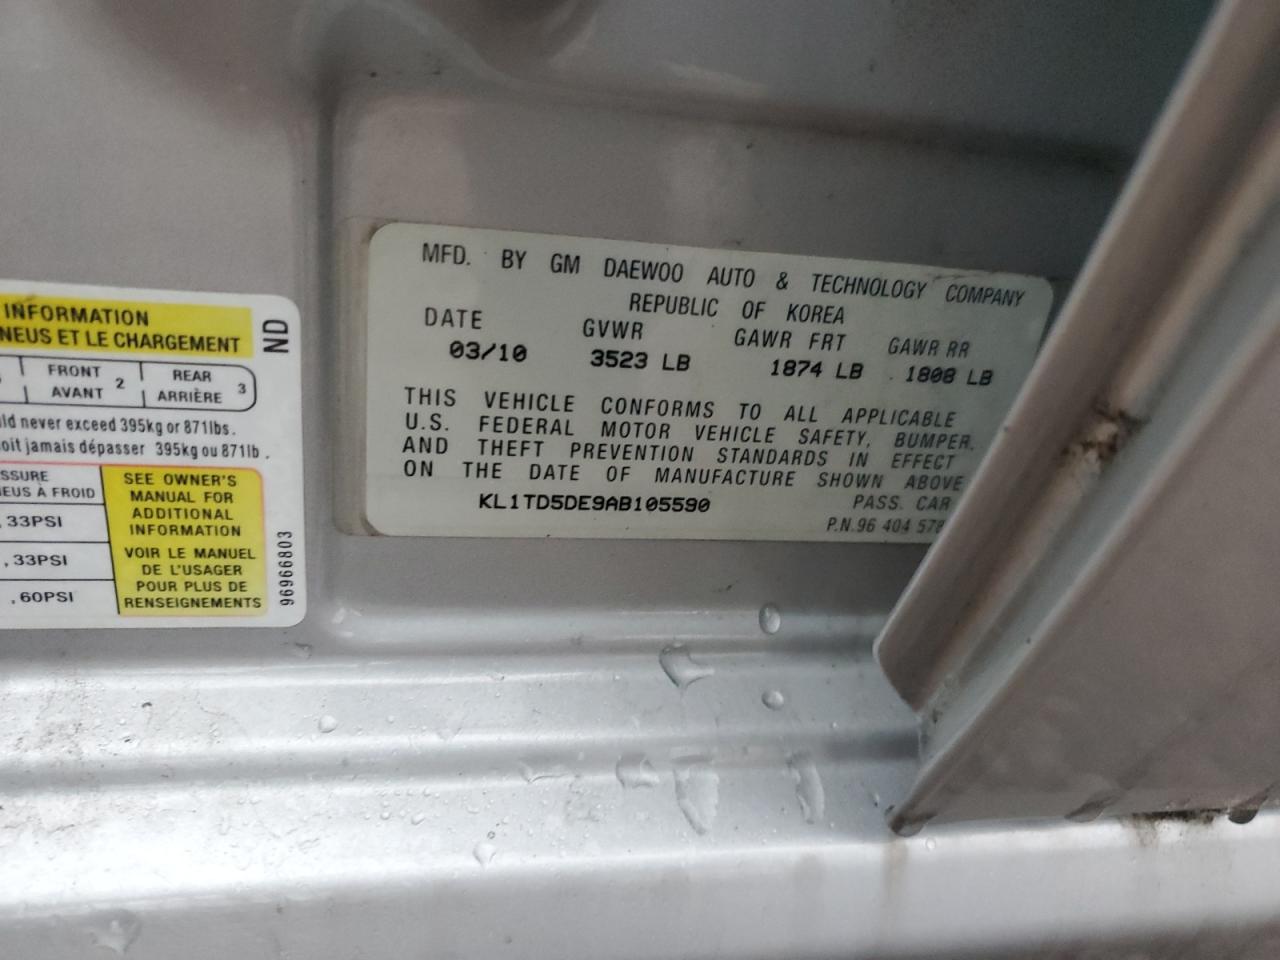 INFORMATION
NEUS ET LE CHARGEMENT
ND
FRONT
AVANT 2
REAR
ARRIÈRE 3
never exceed 395kg or 871lbs.
jamais dépasser 395kg ou 871lb.
À FROID
33PSI
33PSI
60PSI
SEE OWNER'S
MANUAL FOR
ADDITIONAL
INFORMATION
VOIR LE MANUEL
DE L'USAGER
POUR PLUS DE
RENSEIGNEMENTS
96966803
MFD. BY GM DAEWOO AUTO & TECHNOLOGY COMPANY
REPUBLIC OF KOREA
DATE GVWR GAWR FRT GAWR RR
03/10 3523 LB 1874 LB 1808 LB
THIS VEHICLE CONFORMS TO ALL APPLICABLE
U.S. FEDERAL MOTOR VEHICLE SAFETY, BUMPER,
AND THEFT PREVENTION STANDARDS IN EFFECT
ON THE DATE OF MANUFACTURE SHOWN ABOVE
KL1TD5DE9AB105590 PASS. CAR
P.N.96 404 578